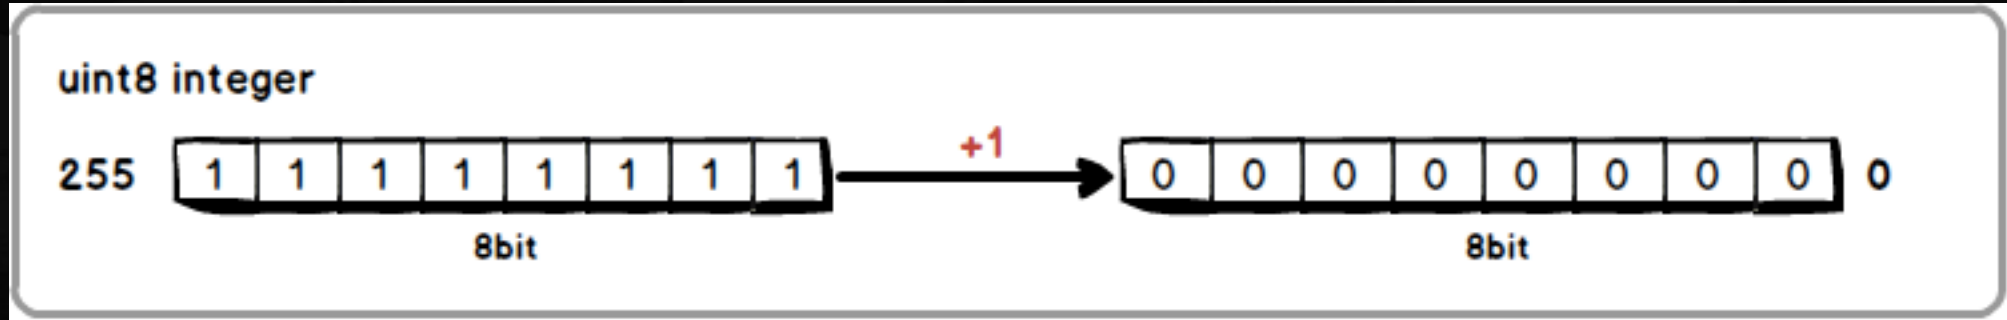 uint8 integer
+1
255 1 1 1 1 1 1 1 1 0 0 0 0 0 0 0 0 0
8bit 8bit